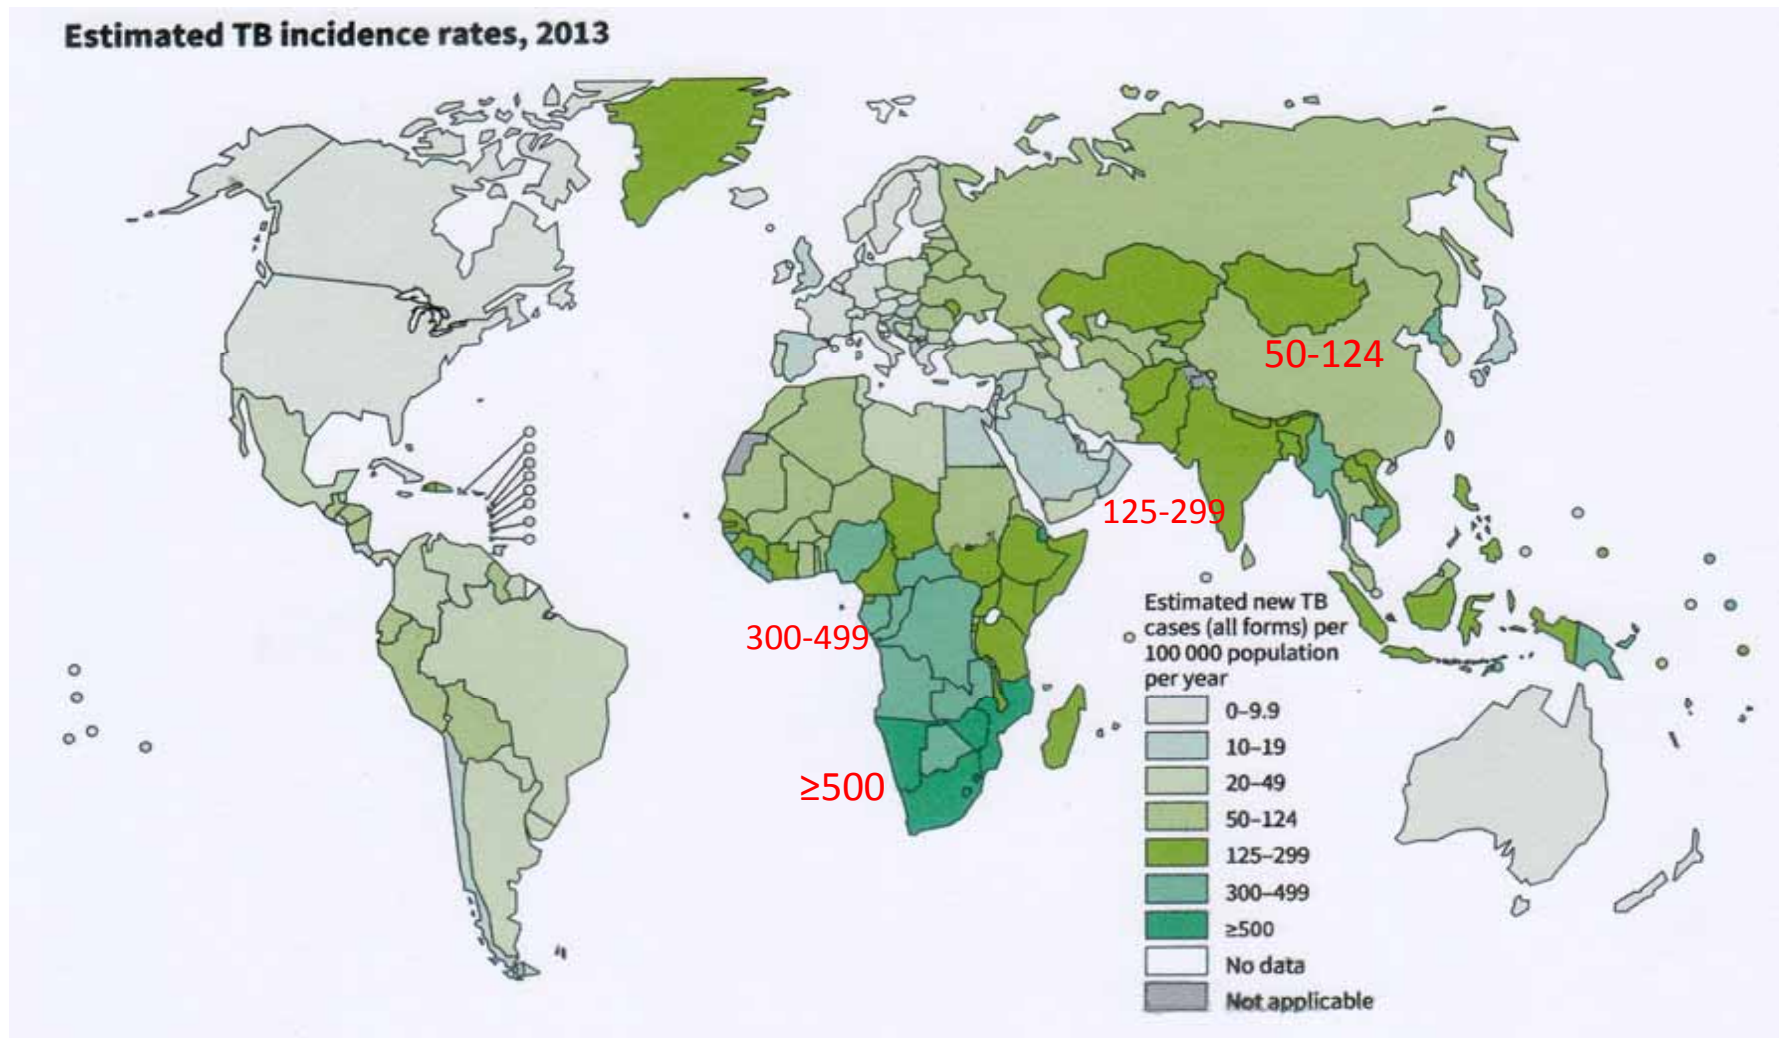 Estimated TB incidence rates, 2013
50-124
125-299
300-499
≥500
Estimated new TB
cases (all forms) per
100 000 population
per year
0–9.9
10–19
20–49
50–124
125–299
300–499
≥500
No data
Not applicable